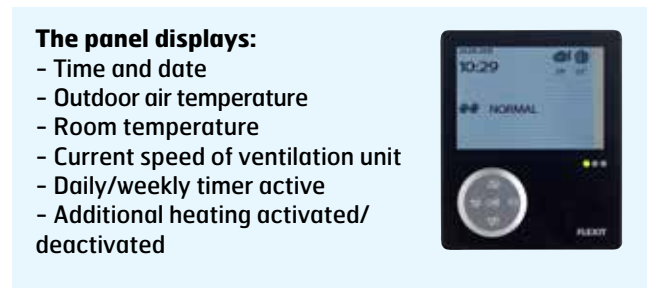 The panel displays:
– Time and date
– Outdoor air temperature
– Room temperature
– Current speed of ventilation unit
– Daily/weekly timer active
– Additional heating activated/
deactivated
10:29
NORMAL
FLEXIT